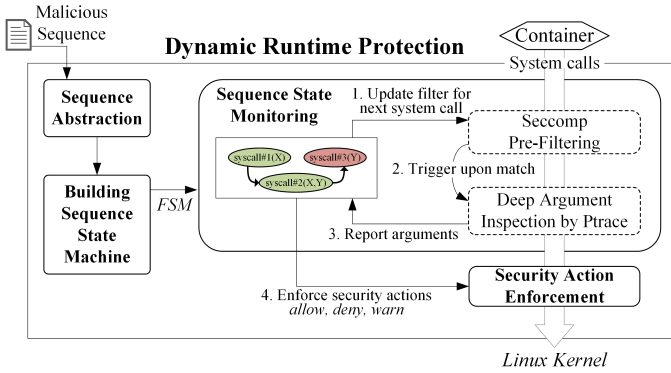 Malicious
Sequence
Dynamic Runtime Protection
Container
System calls
Sequence
Abstraction
Building
Sequence
State
Machine
FSM
Sequence State
Monitoring
syscall#1(X)
syscall#3(Y)
syscall#2(X,Y)
1. Update filter for
next system call
Seccomp
Pre-Filtering
2. Trigger upon match
Deep Argument
Inspection by Ptrace
3. Report arguments
4. Enforce security actions
allow, deny, warn
Security Action
Enforcement
Linux Kernel